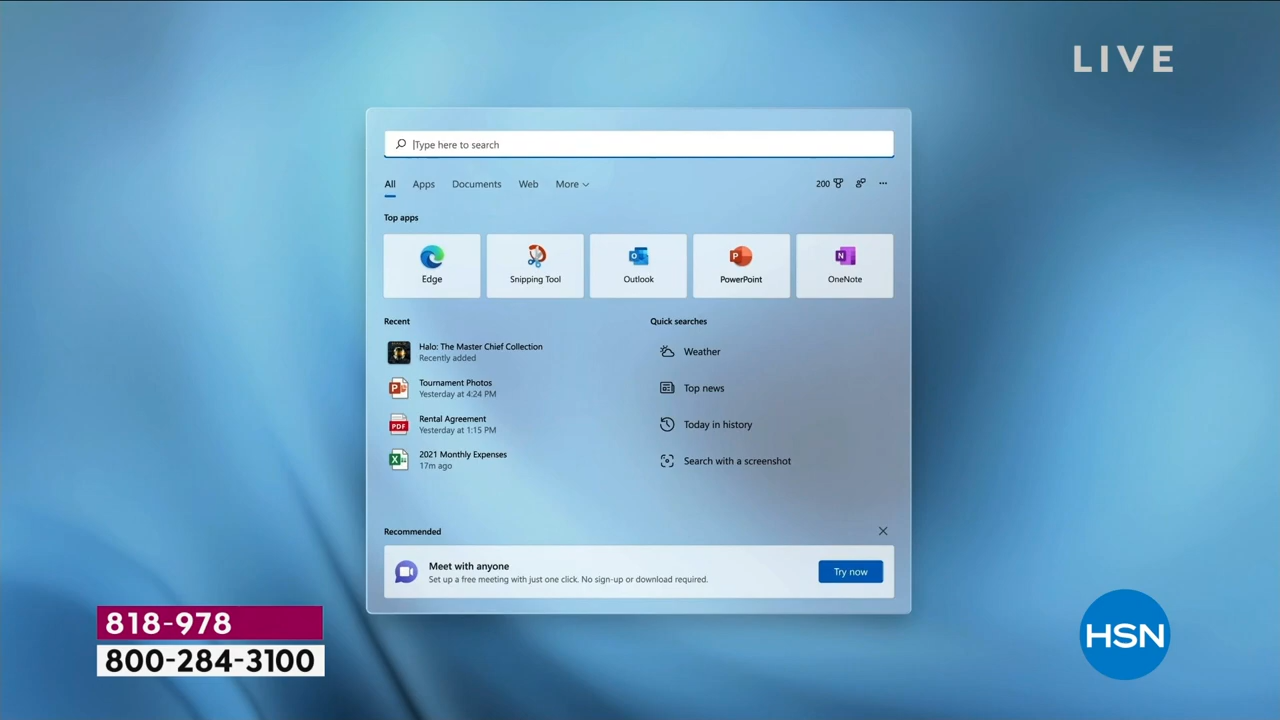 LIVE
Type here to search
All Apps Documents Web More 200
Top apps
Edge Snipping Tool Outlook PowerPoint OneNote
Recent Quick searches
Halo: The Master Chief Collection
Recently added
Weather
Tournament Photos
Yesterday at 4:24 PM
Top news
PDF
Rental Agreement
Yesterday at 1:15 PM
Today in history
2021 Monthly Expenses
17m ago
Search with a screenshot
Recommended
Meet with anyone
Set up a free meeting with just one click. No sign-up or download required.
Try now
818-978
800-284-3100
HSN